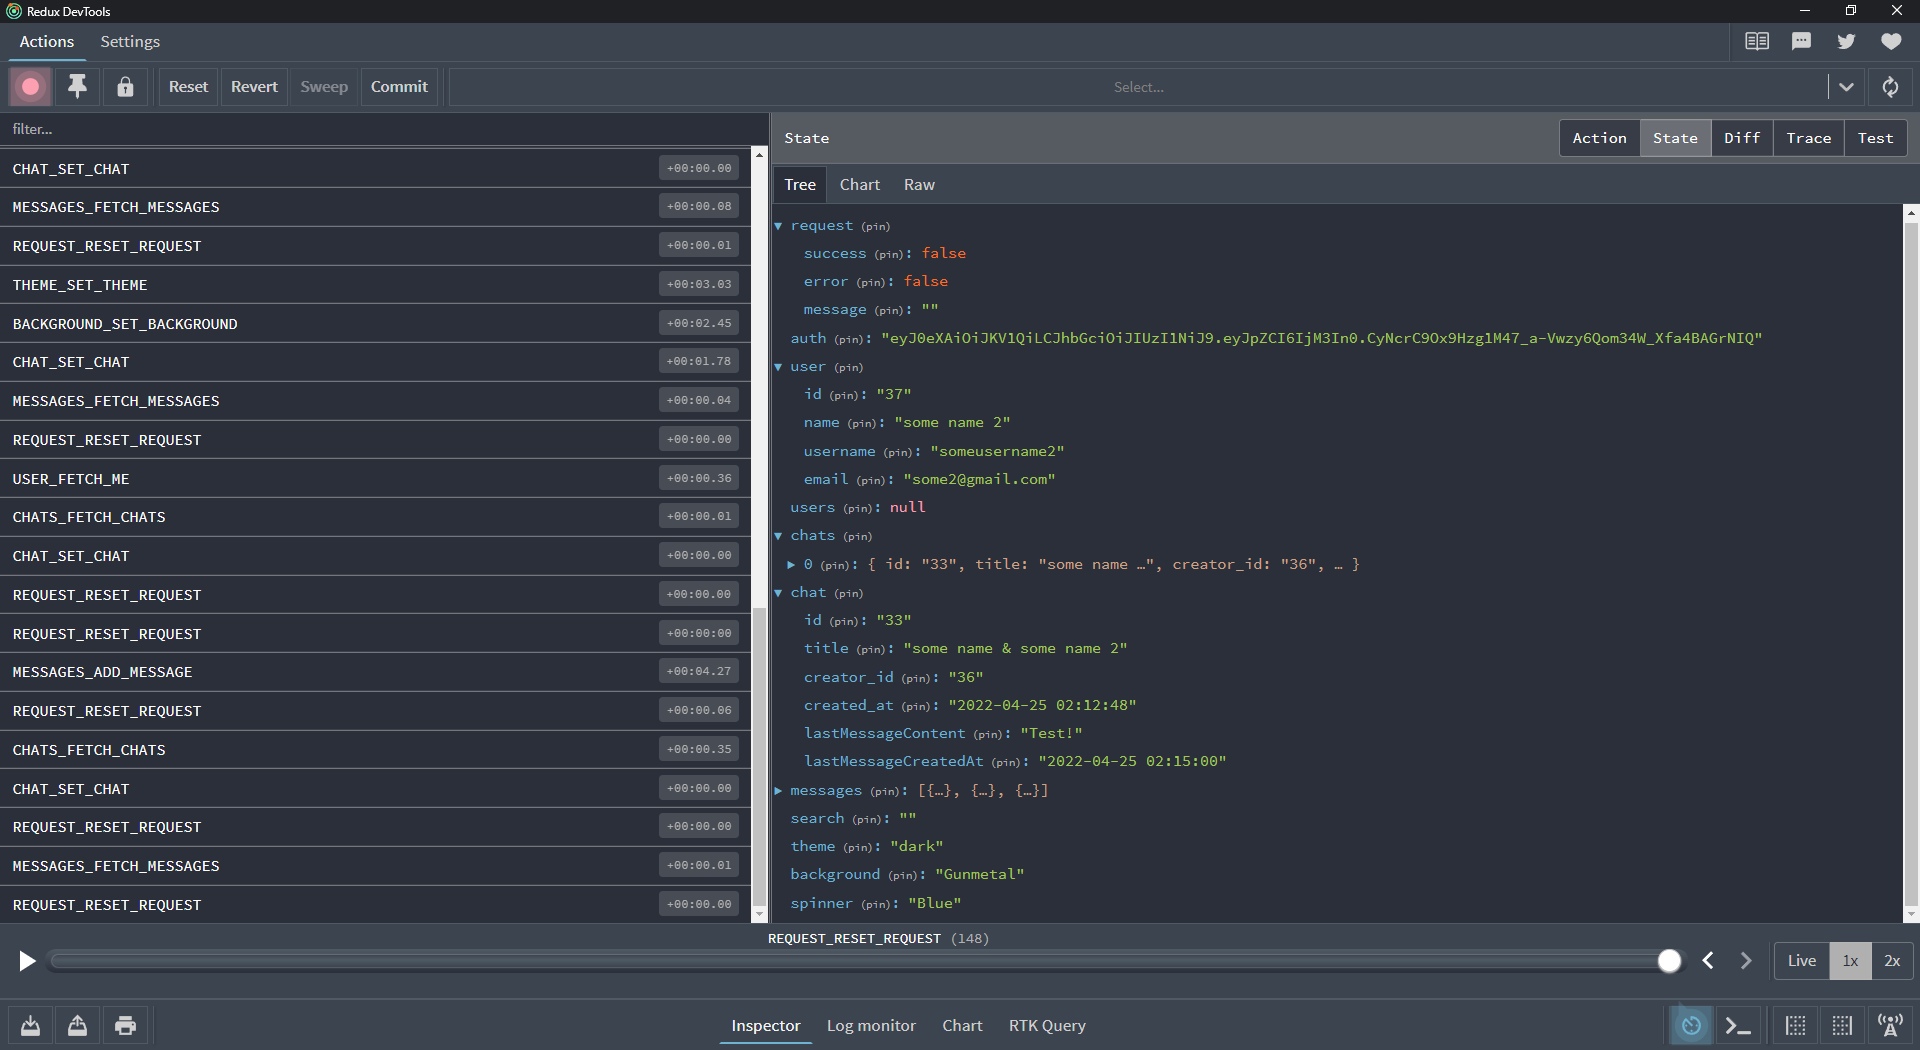 Redux DevTools
Actions Settings
Reset Revert Sweep Commit Select...
filter...
CHAT_SET_CHAT +00:00.00
MESSAGES_FETCH_MESSAGES +00:00.08
REQUEST_RESET_REQUEST +00:00.01
THEME_SET_THEME +00:03.03
BACKGROUND_SET_BACKGROUND +00:02.45
CHAT_SET_CHAT +00:01.78
MESSAGES_FETCH_MESSAGES +00:00.04
REQUEST_RESET_REQUEST +00:00.00
USER_FETCH_ME +00:00.36
CHATS_FETCH_CHATS +00:00.01
CHAT_SET_CHAT +00:00.00
REQUEST_RESET_REQUEST +00:00.00
REQUEST_RESET_REQUEST +00:00:00
MESSAGES_ADD_MESSAGE +00:04.27
REQUEST_RESET_REQUEST +00:00.06
CHATS_FETCH_CHATS +00:00.35
CHAT_SET_CHAT +00:00.00
REQUEST_RESET_REQUEST +00:00.00
MESSAGES_FETCH_MESSAGES +00:00.01
REQUEST_RESET_REQUEST +00:00.00
State Action State Diff Trace Test
Tree Chart Raw
request (pin)
success (pin): false
error (pin): false
message (pin): ""
auth (pin): "eyJ0eXAiOiJKV1QiLCJhbGciOiJIUzI1NiJ9.eyJpZCI6IjM3In0.CyNcrC9Ox9Hzg1M47_a-Vwzy6Qom34W_Xfa4BAGrNIQ"
user (pin)
id (pin): "37"
name (pin): "some name 2"
username (pin): "someusername2"
email (pin): "some2@gmail.com"
users (pin): null
chats (pin)
0 (pin): { id: "33", title: "some name …", creator_id: "36", … }
chat (pin)
id (pin): "33"
title (pin): "some name & some name 2"
creator_id (pin): "36"
created_at (pin): "2022-04-25 02:12:48"
lastMessageContent (pin): "Test!"
lastMessageCreatedAt (pin): "2022-04-25 02:15:00"
messages (pin): [{…}, {…}, {…}]
search (pin): ""
theme (pin): "dark"
background (pin): "Gunmetal"
spinner (pin): "Blue"
REQUEST_RESET_REQUEST (148)
Live 1x 2x
Inspector Log monitor Chart RTK Query